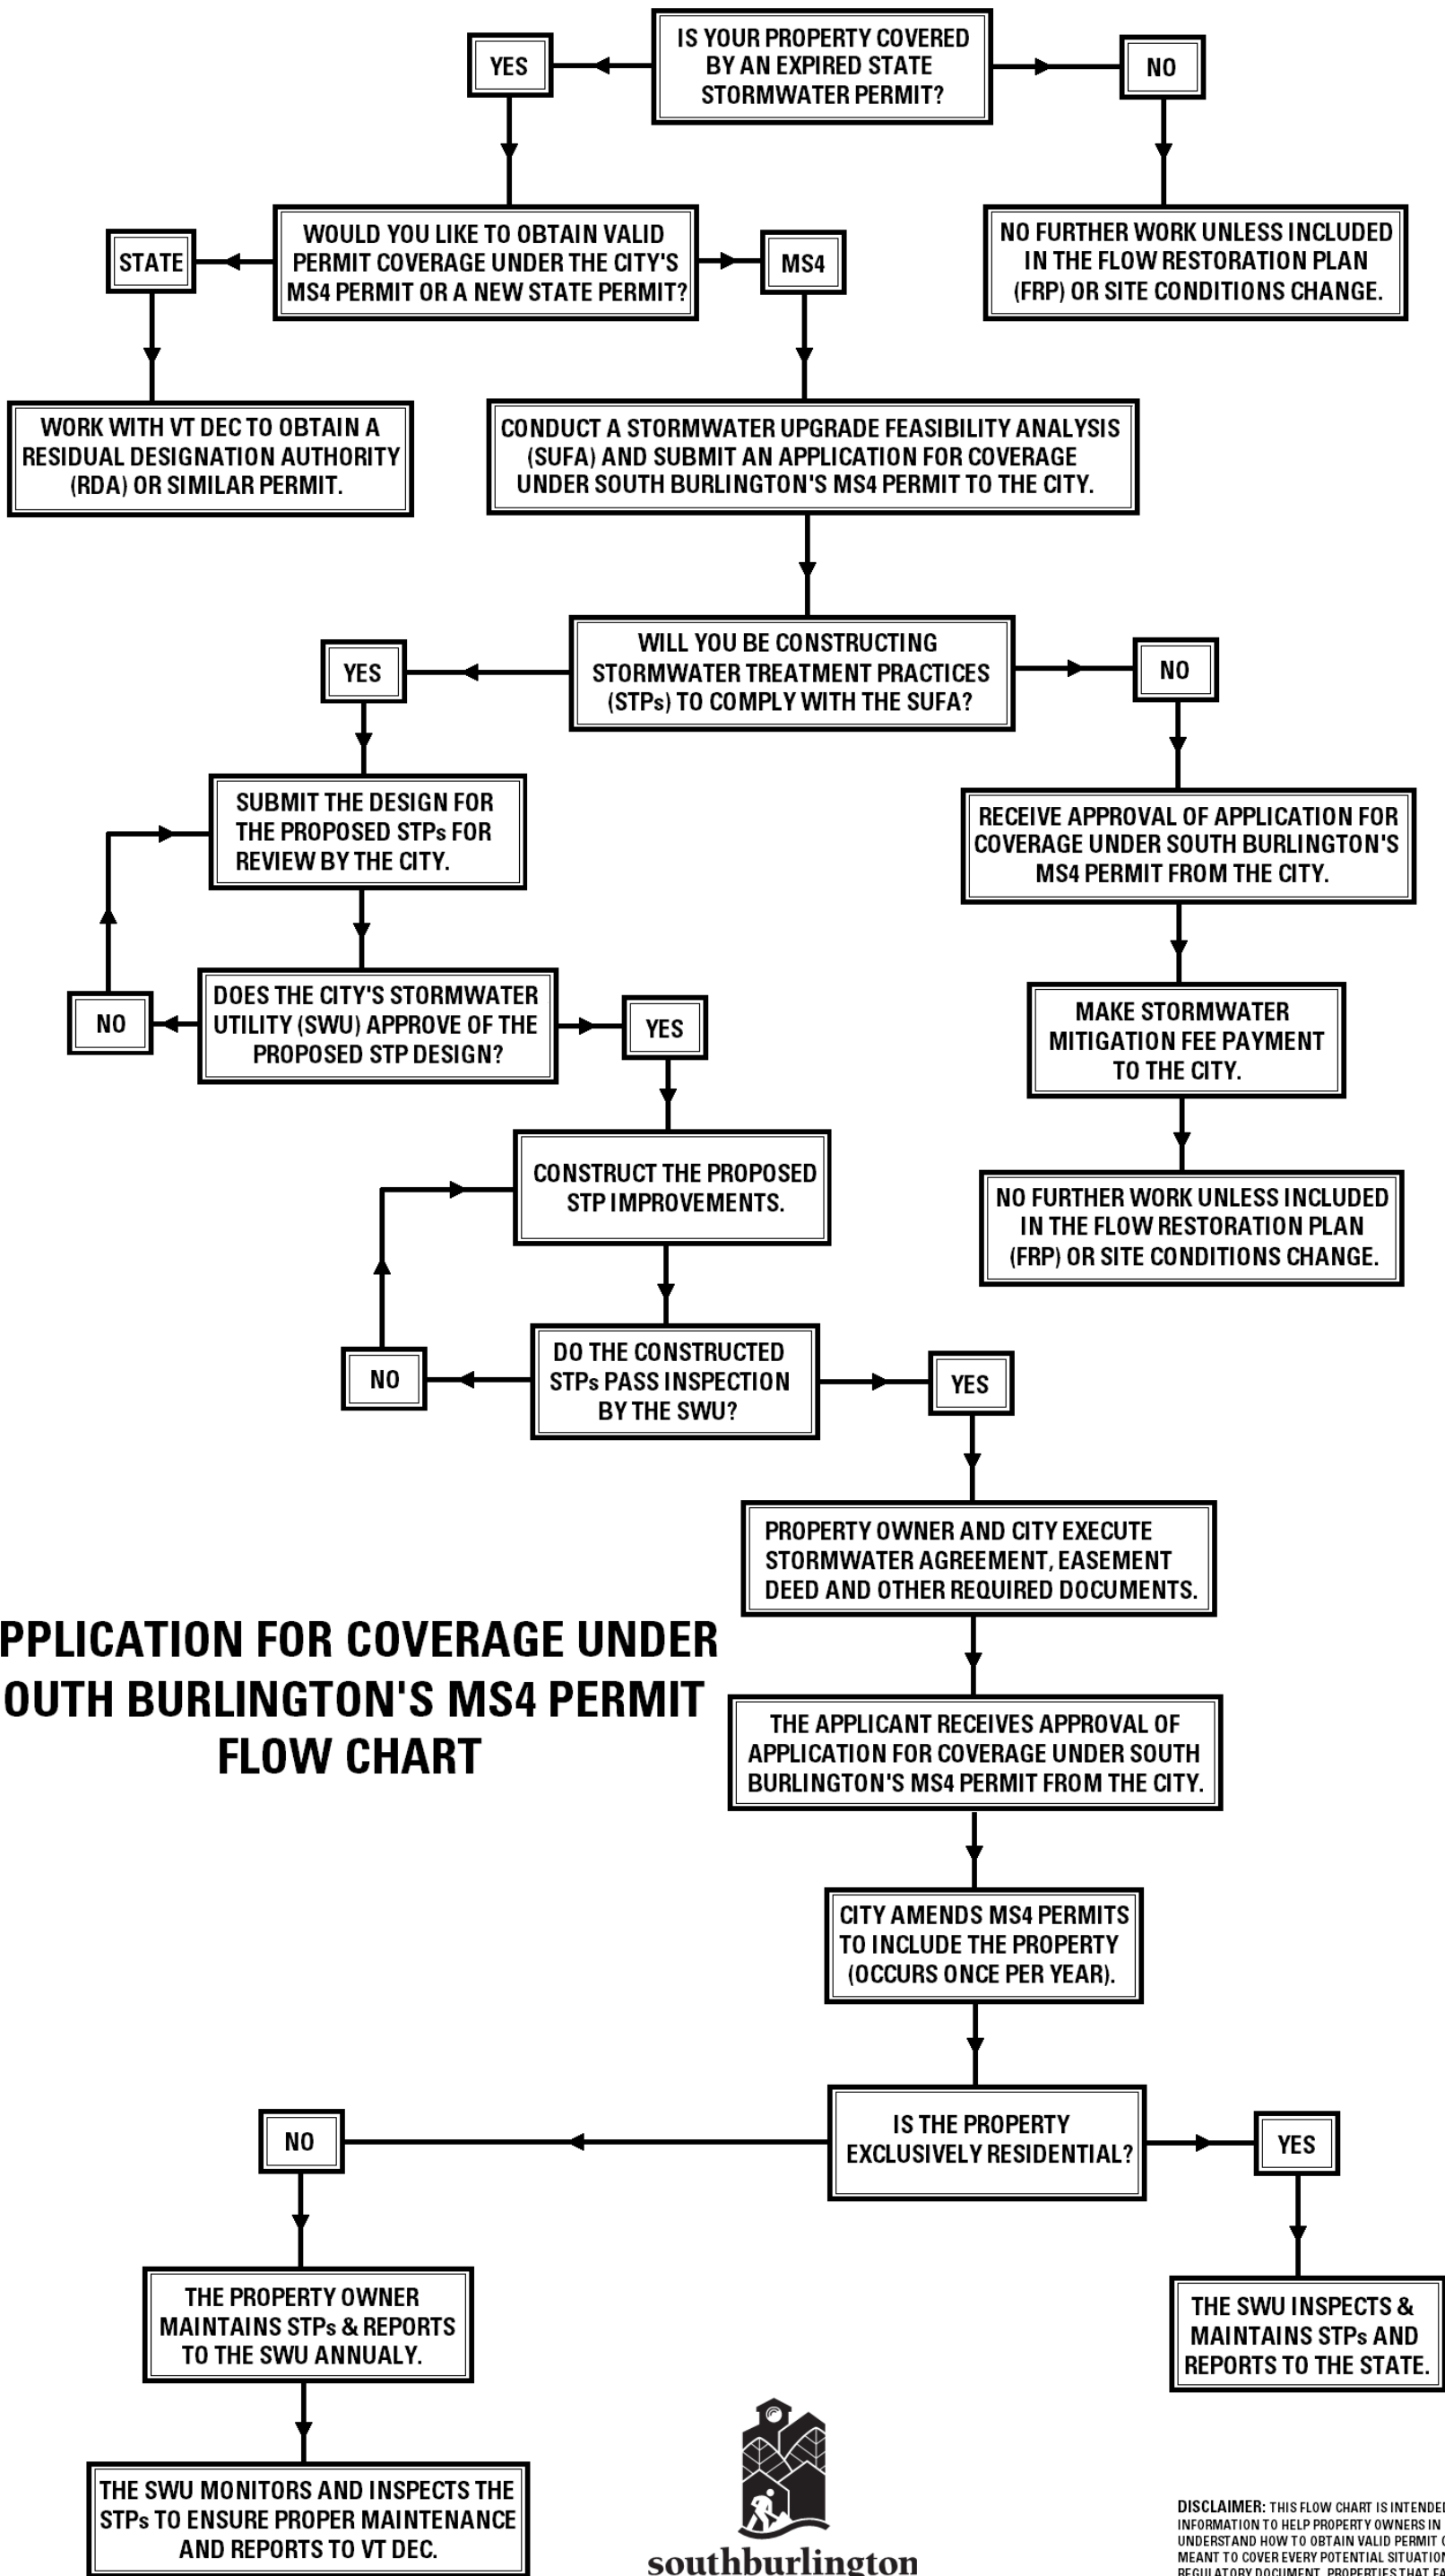 IS YOUR PROPERTY COVERED
BY AN EXPIRED STATE
STORMWATER PERMIT?
YES
NO
WOULD YOU LIKE TO OBTAIN VALID
PERMIT COVERAGE UNDER THE CITY'S
MS4 PERMIT OR A NEW STATE PERMIT?
STATE
MS4
NO FURTHER WORK UNLESS INCLUDED
IN THE FLOW RESTORATION PLAN
(FRP) OR SITE CONDITIONS CHANGE.
WORK WITH VT DEC TO OBTAIN A
RESIDUAL DESIGNATION AUTHORITY
(RDA) OR SIMILAR PERMIT.
CONDUCT A STORMWATER UPGRADE FEASIBILITY ANALYSIS
(SUFA) AND SUBMIT AN APPLICATION FOR COVERAGE
UNDER SOUTH BURLINGTON'S MS4 PERMIT TO THE CITY.
WILL YOU BE CONSTRUCTING
STORMWATER TREATMENT PRACTICES
(STPs) TO COMPLY WITH THE SUFA?
YES
NO
SUBMIT THE DESIGN FOR
THE PROPOSED STPs FOR
REVIEW BY THE CITY.
RECEIVE APPROVAL OF APPLICATION FOR
COVERAGE UNDER SOUTH BURLINGTON'S
MS4 PERMIT FROM THE CITY.
DOES THE CITY'S STORMWATER
UTILITY (SWU) APPROVE OF THE
PROPOSED STP DESIGN?
NO
YES
MAKE STORMWATER
MITIGATION FEE PAYMENT
TO THE CITY.
CONSTRUCT THE PROPOSED
STP IMPROVEMENTS.
NO FURTHER WORK UNLESS INCLUDED
IN THE FLOW RESTORATION PLAN
(FRP) OR SITE CONDITIONS CHANGE.
DO THE CONSTRUCTED
STPs PASS INSPECTION
BY THE SWU?
NO
YES
PROPERTY OWNER AND CITY EXECUTE
STORMWATER AGREEMENT, EASEMENT
DEED AND OTHER REQUIRED DOCUMENTS.
PPLICATION FOR COVERAGE UNDER
OUTH BURLINGTON'S MS4 PERMIT
FLOW CHART
THE APPLICANT RECEIVES APPROVAL OF
APPLICATION FOR COVERAGE UNDER SOUTH
BURLINGTON'S MS4 PERMIT FROM THE CITY.
CITY AMENDS MS4 PERMITS
TO INCLUDE THE PROPERTY
(OCCURS ONCE PER YEAR).
IS THE PROPERTY
EXCLUSIVELY RESIDENTIAL?
NO
YES
THE PROPERTY OWNER
MAINTAINS STPs & REPORTS
TO THE SWU ANNUALY.
THE SWU INSPECTS &
MAINTAINS STPs AND
REPORTS TO THE STATE.
THE SWU MONITORS AND INSPECTS THE
STPs TO ENSURE PROPER MAINTENANCE
AND REPORTS TO VT DEC.
southburlington
DISCLAIMER: THIS FLOW CHART IS INTENDED
INFORMATION TO HELP PROPERTY OWNERS IN
UNDERSTAND HOW TO OBTAIN VALID PERMIT
MEANT TO COVER EVERY POTENTIAL SITUATION
REGULATORY DOCUMENT. PROPERTIES THAT